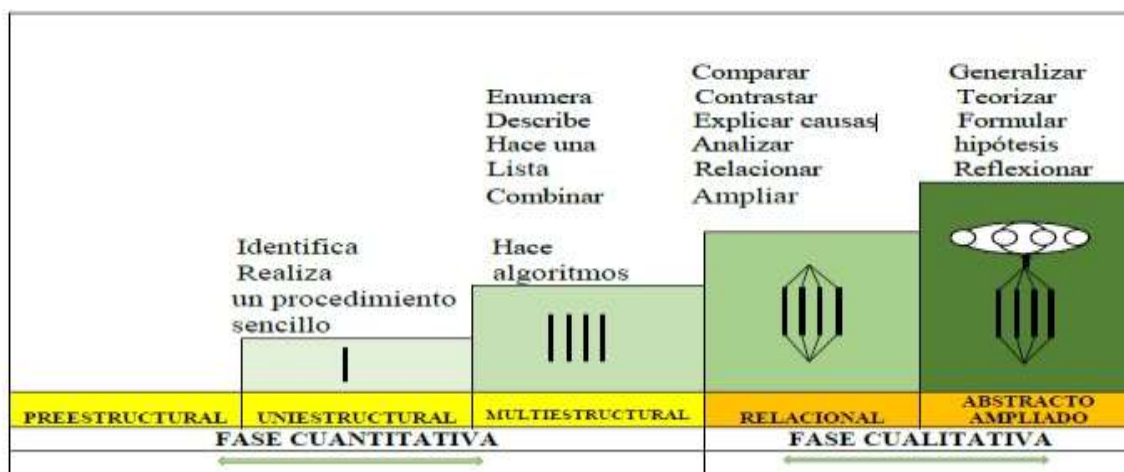 Identifica
Realiza
un procedimiento
sencillo
Enumera
Describe
Hace una
Lista
Combinar
Hace
algoritmos
Comparar
Contrastar
Explicar causas
Analizar
Relacionar
Ampliar
Generalizar
Teorizar
Formular
hipótesis
Reflexionar
PREESTRUCTURAL
UNIESTRUCTURAL
MULTIESTRUCTURAL
RELACIONAL
ABSTRACTO
AMPLIADO
FASE CUANTITATIVA
FASE CUALITATIVA